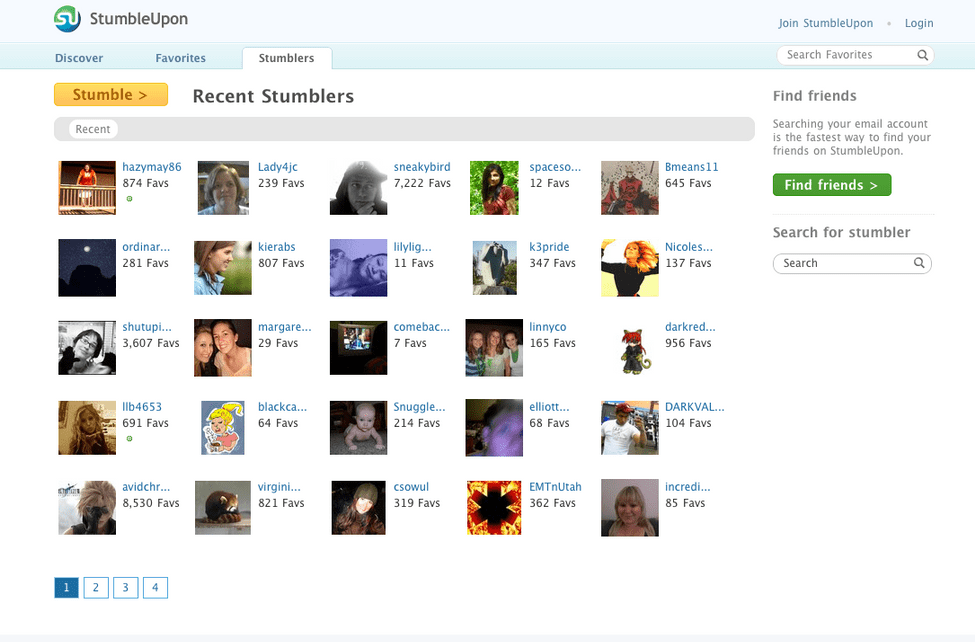 StumbleUpon
Join StumbleUpon • Login
Discover Favorites Stumblers
Search Favorites
Stumble >
Recent Stumblers
Recent
hazymay86 Lady4jc sneakybird spaceso... Bmeans11
874 Favs 239 Favs 7,222 Favs 12 Favs 645 Favs
ordinar... kierabs lilylig... k3pride Nicoles...
281 Favs 807 Favs 11 Favs 347 Favs 137 Favs
shutupi... margare... comebac... linnyco darkred...
3,607 Favs 29 Favs 7 Favs 165 Favs 956 Favs
llb4653 blackca... Snuggle... elliott... DARKVAL...
691 Favs 64 Favs 214 Favs 68 Favs 104 Favs
avidchr... virgini... csowul EMTnUtah incredi...
8,530 Favs 821 Favs 319 Favs 362 Favs 85 Favs
1 2 3 4
Find friends
Searching your email account
is the fastest way to find your
friends on StumbleUpon.
Find friends >
Search for stumbler
Search